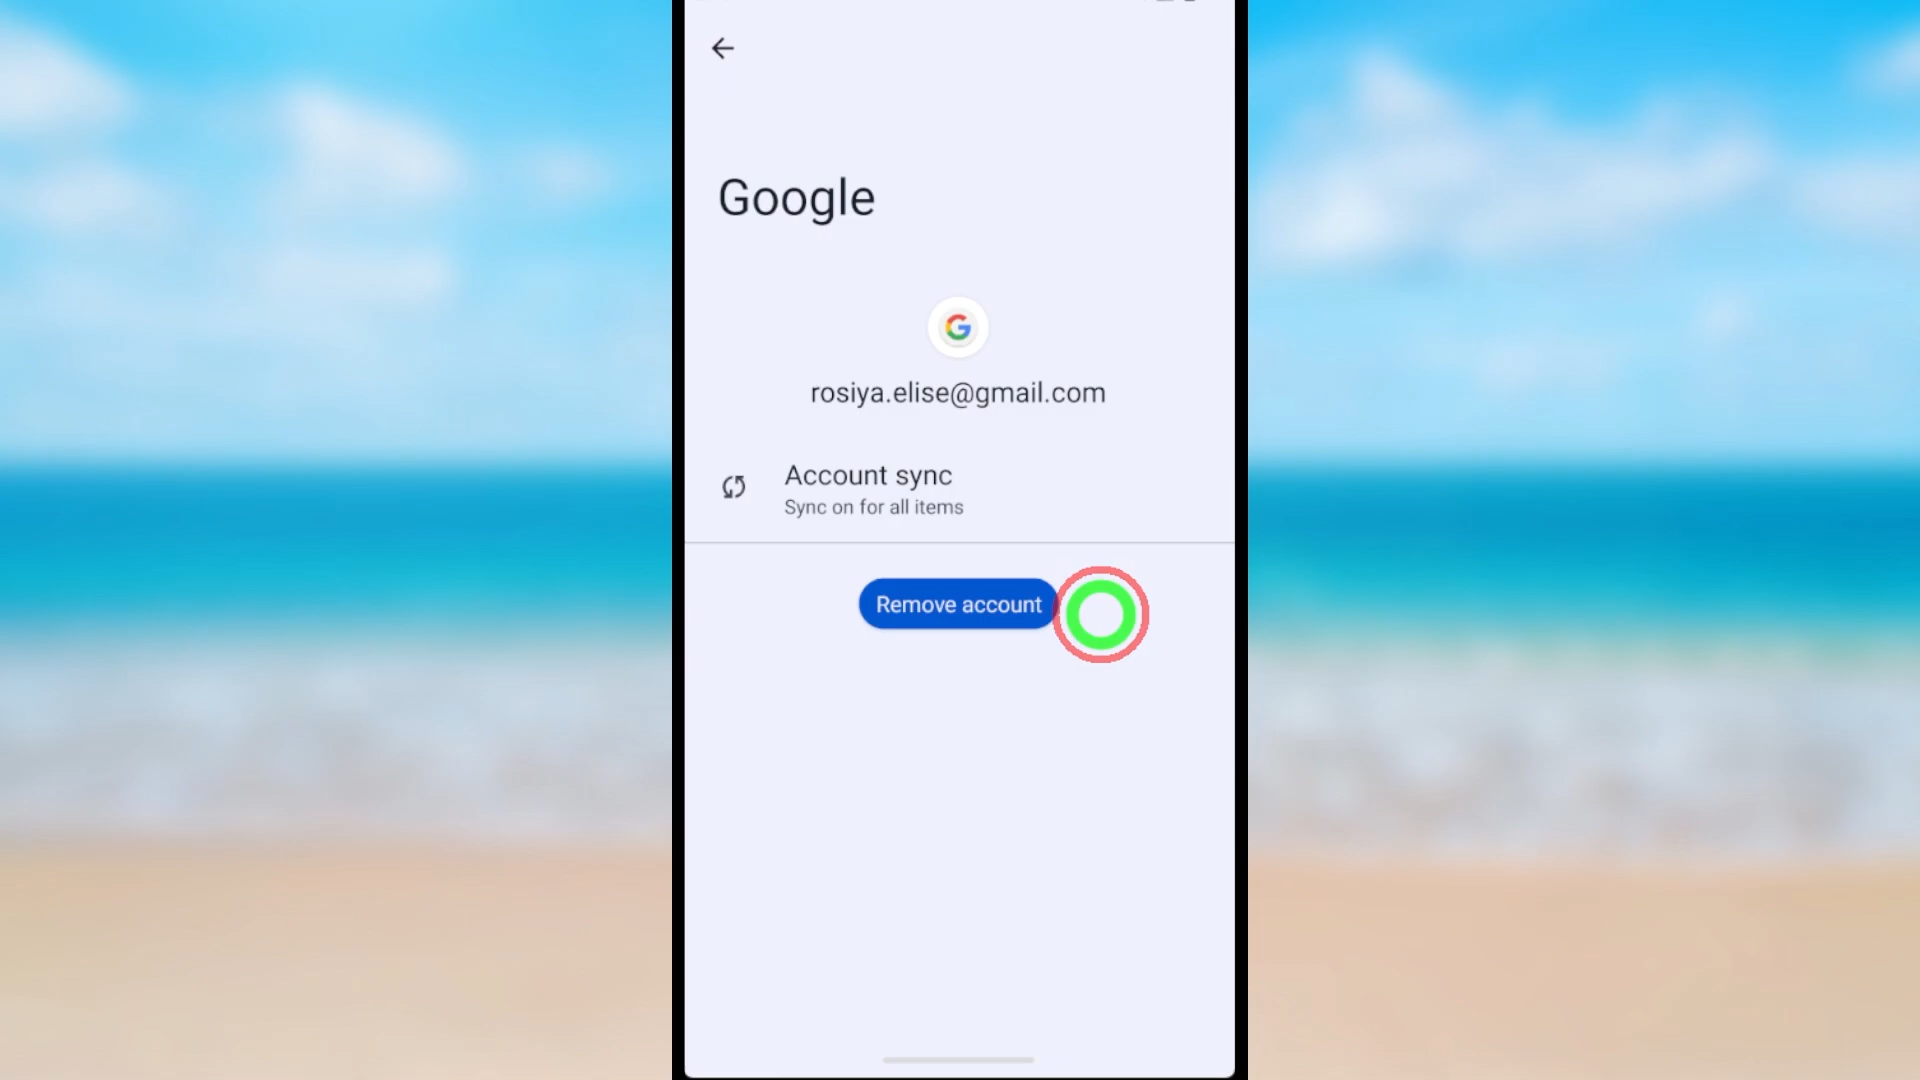 Google
rosiya.elise@gmail.com
Account sync
Sync on for all items
Remove account